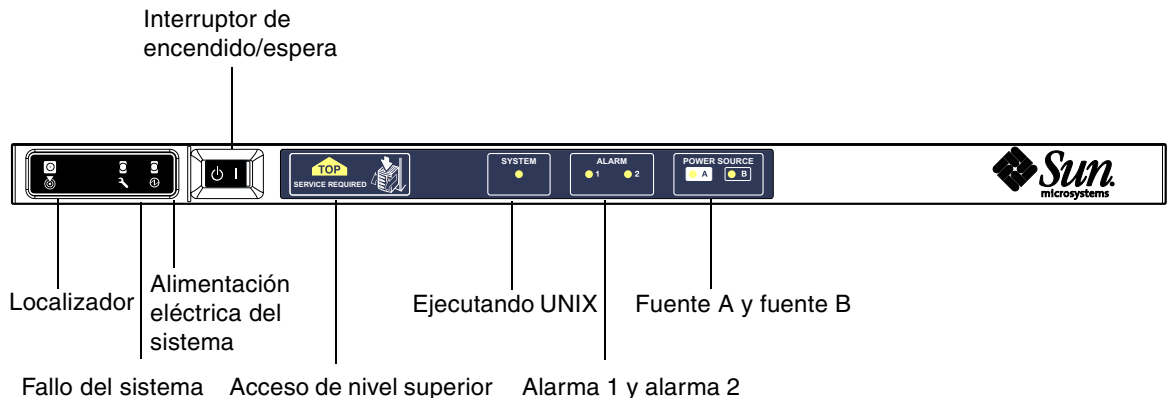 Interruptor de
encendido/espera
TOP
SERVICE REQUIRED
SYSTEM
ALARM
1 2
POWER SOURCE
A B
Sun.
microsystems
Localizador
Alimentación
eléctrica del
sistema
Ejecutando UNIX
Fuente A y fuente B
Fallo del sistema
Acceso de nivel superior
Alarma 1 y alarma 2